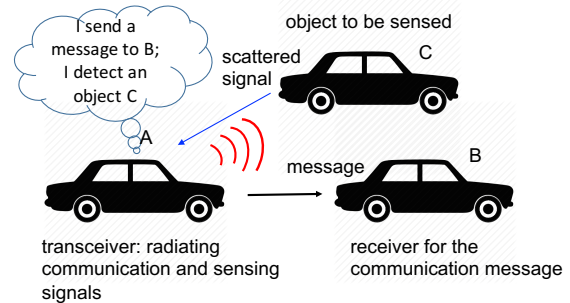 I send a
message to B;
I detect an
object C
object to be sensed
scattered
signal
C
A
message
B
transceiver: radiating
communication and sensing
signals
receiver for the
communication message